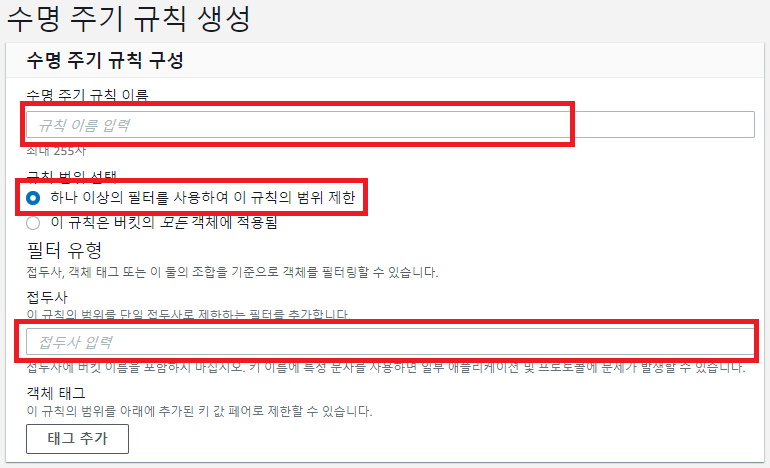 수명 주기 규칙 생성
수명 주기 규칙 구성
수명 주기 규칙 이름
규칙 이름 입력
최대 255자
규칙 범위 선택
하나 이상의 필터를 사용하여 이 규칙의 범위 제한
이 규칙은 버킷의 모든 객체에 적용됨
필터 유형
접두사, 객체 태그 또는 이 둘의 조합을 기준으로 객체를 필터링할 수 있습니다.
접두사
이 규칙의 범위를 단일 접두사로 제한하는 필터를 추가합니다.
접두사 입력
접두사에 버킷 이름을 포함하지 마십시오. 키 이름에 특정 문자를 사용하면 일부 애플리케이션 및 프로토콜에 문제가 발생할 수 있습니다.
객체 태그
이 규칙의 범위를 아래에 추가된 키 값 페어로 제한할 수 있습니다.
태그 추가